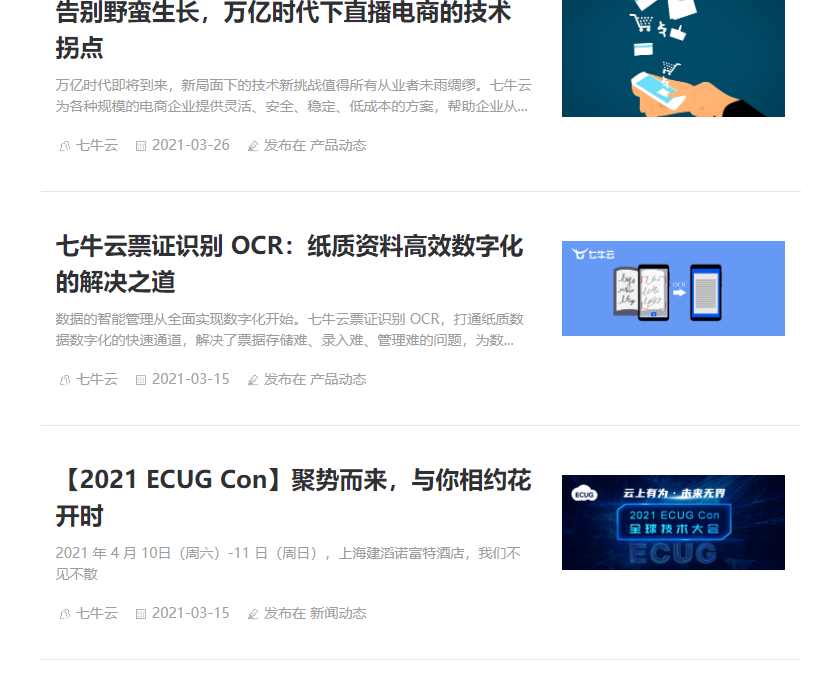 告别野蛮生长，万亿时代下直播电商的技术
拐点
万亿时代即将到来，新局面下的技术新挑战值得所有从业者未雨绸缪。七牛云
为各种规模的电商企业提供灵活、安全、稳定、低成本的方案，帮助企业从...
七牛云 2021-03-26 发布在 产品动态
七牛云票证识别 OCR：纸质资料高效数字化
的解决之道
七牛云
OCR
数据的智能管理从全面实现数字化开始。七牛云票证识别 OCR，打通纸质数
据数字化的快速通道，解决了票据存储难、录入难、管理难的问题，为数...
七牛云 2021-03-15 发布在 产品动态
【2021 ECUG Con】聚势而来，与你相约花
开时
ECUG
云上有为·未来无界
2021 ECUG Con
全球技术大会
ECUG
2021 年 4 月 10日（周六）-11 日（周日），上海建滔诺富特酒店，我们不
见不散
七牛云 2021-03-15 发布在 新闻动态